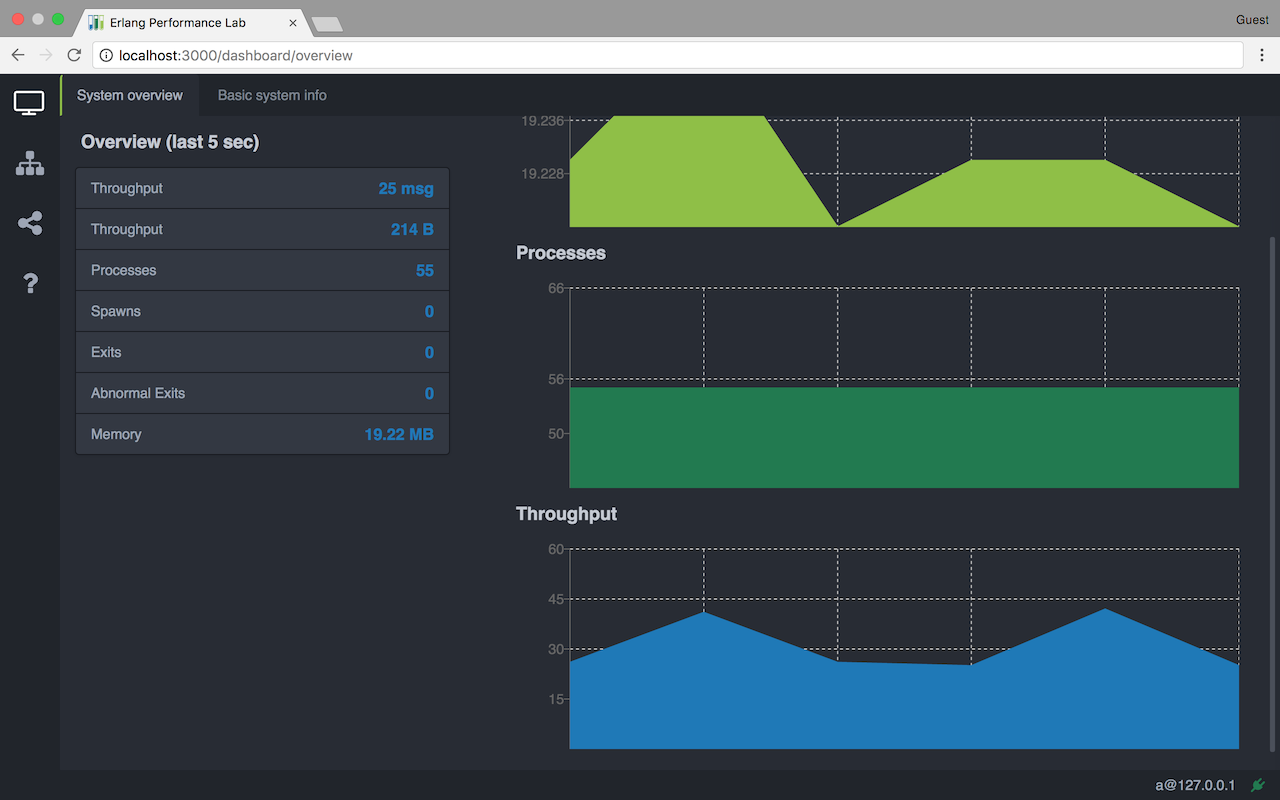 Erlang Performance Lab
Guest
localhost:3000/dashboard/overview
System overview
Basic system info
Overview (last 5 sec)
Throughput 25 msg
Throughput 214 B
Processes 55
Spawns 0
Exits 0
Abnormal Exits 0
Memory 19.22 MB
19.236
19.228
Processes
66
56
50
Throughput
60
45
30
15
a@127.0.0.1